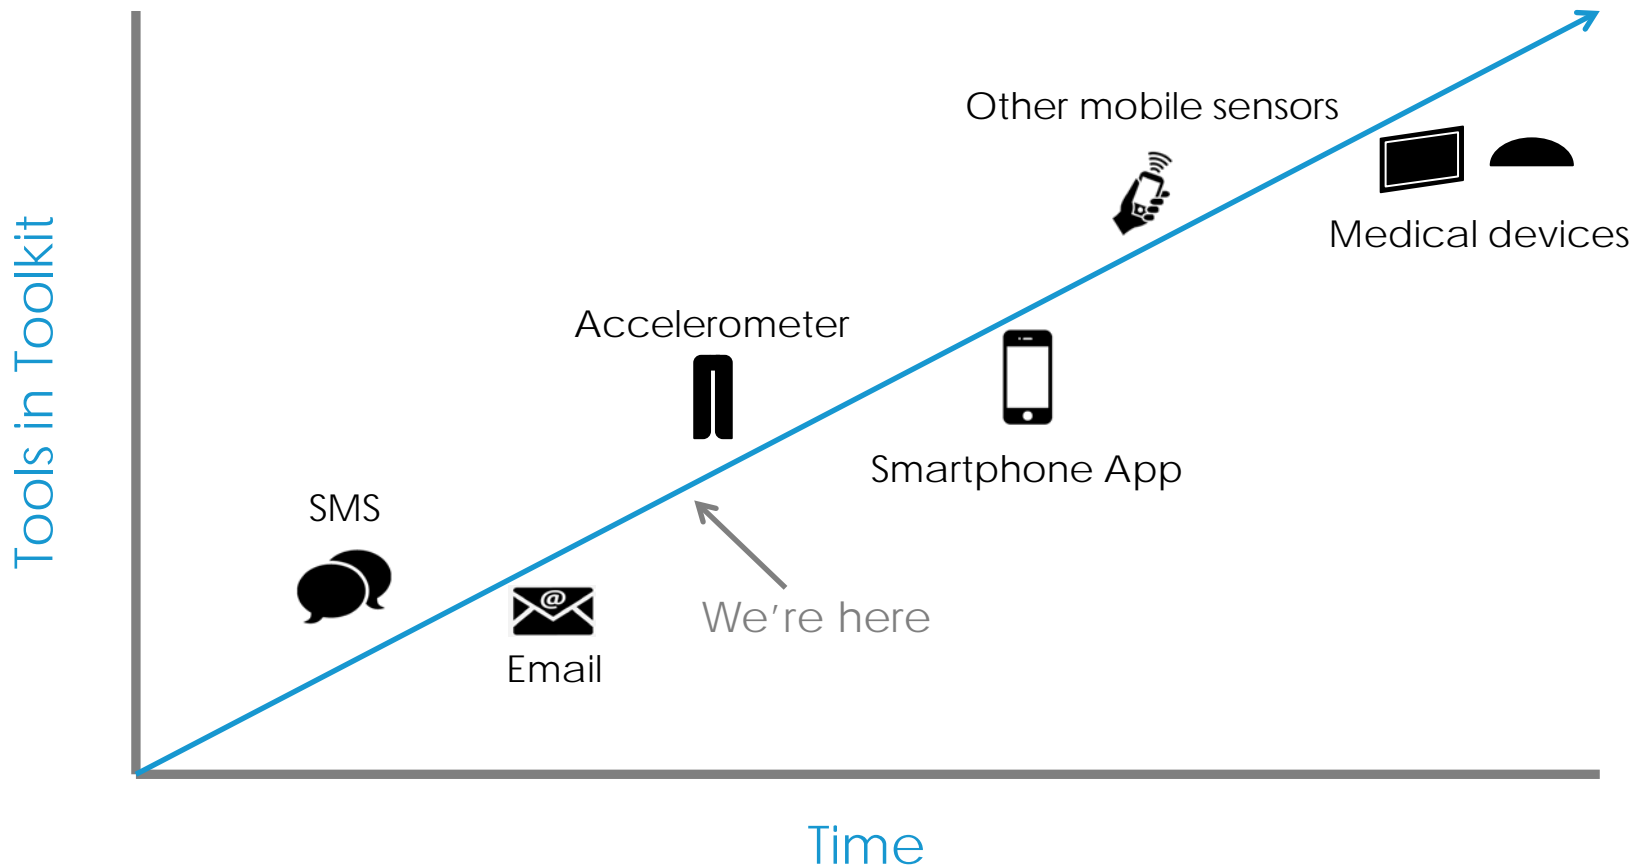 Other mobile sensors
Medical devices
Tools in Toolkit
Accelerometer
Smartphone App
SMS
@
We're here
Email
Time